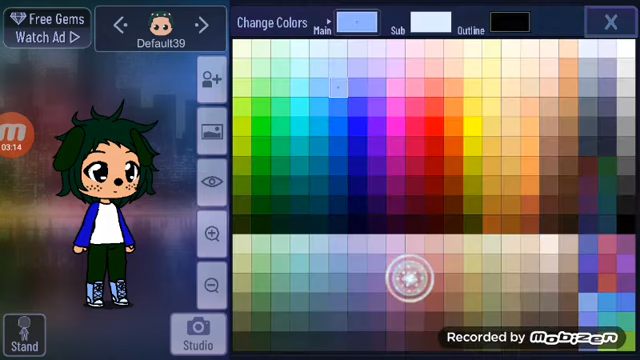 Free Gems
Watch Ad
Default39
Change Colors
Main
Sub
Outline
X
03:14
Stand
Studio
Recorded by Mobizen